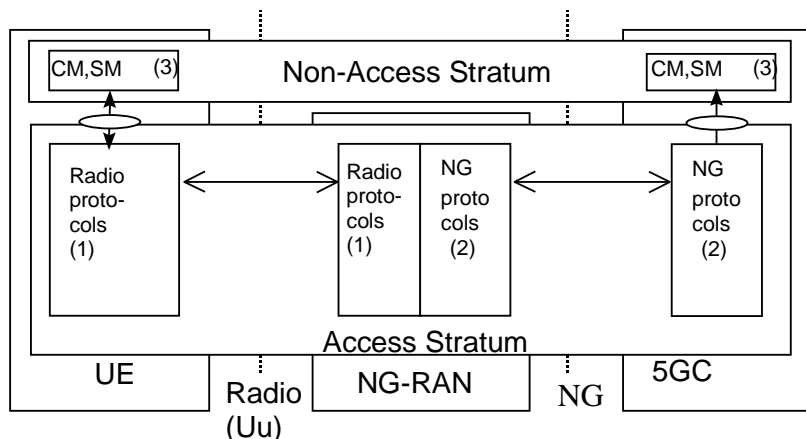 CM,SM (3)
Non-Access Stratum
CM,SM (3)
Radio
proto-
cols
(1)
Radio
proto-
cols
(1)
NG
proto
cols
(2)
NG
proto
cols
(2)
Access Stratum
UE
Radio
(Uu)
NG-RAN
NG
5GC